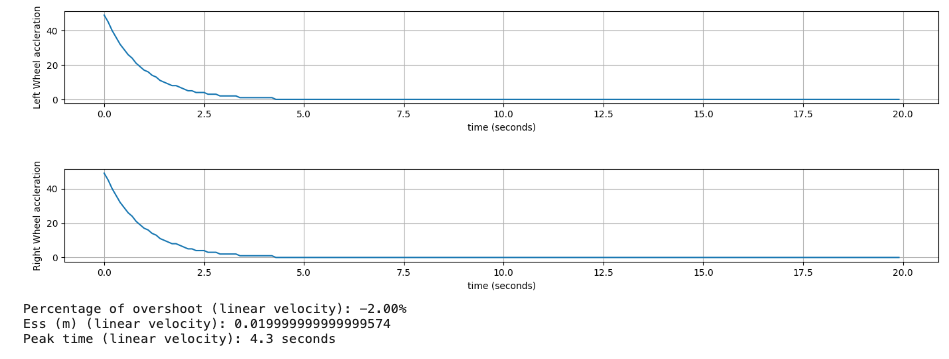 Left Wheel accleration
40
20
0
0.0 2.5 5.0 7.5 10.0 12.5 15.0 17.5 20.0
time (seconds)
Right Wheel accleration
40
20
0
0.0 2.5 5.0 7.5 10.0 12.5 15.0 17.5 20.0
time (seconds)
Percentage of overshoot (linear velocity): −2.00%
Ess (m) (linear velocity): 0.019999999999999574
Peak time (linear velocity): 4.3 seconds